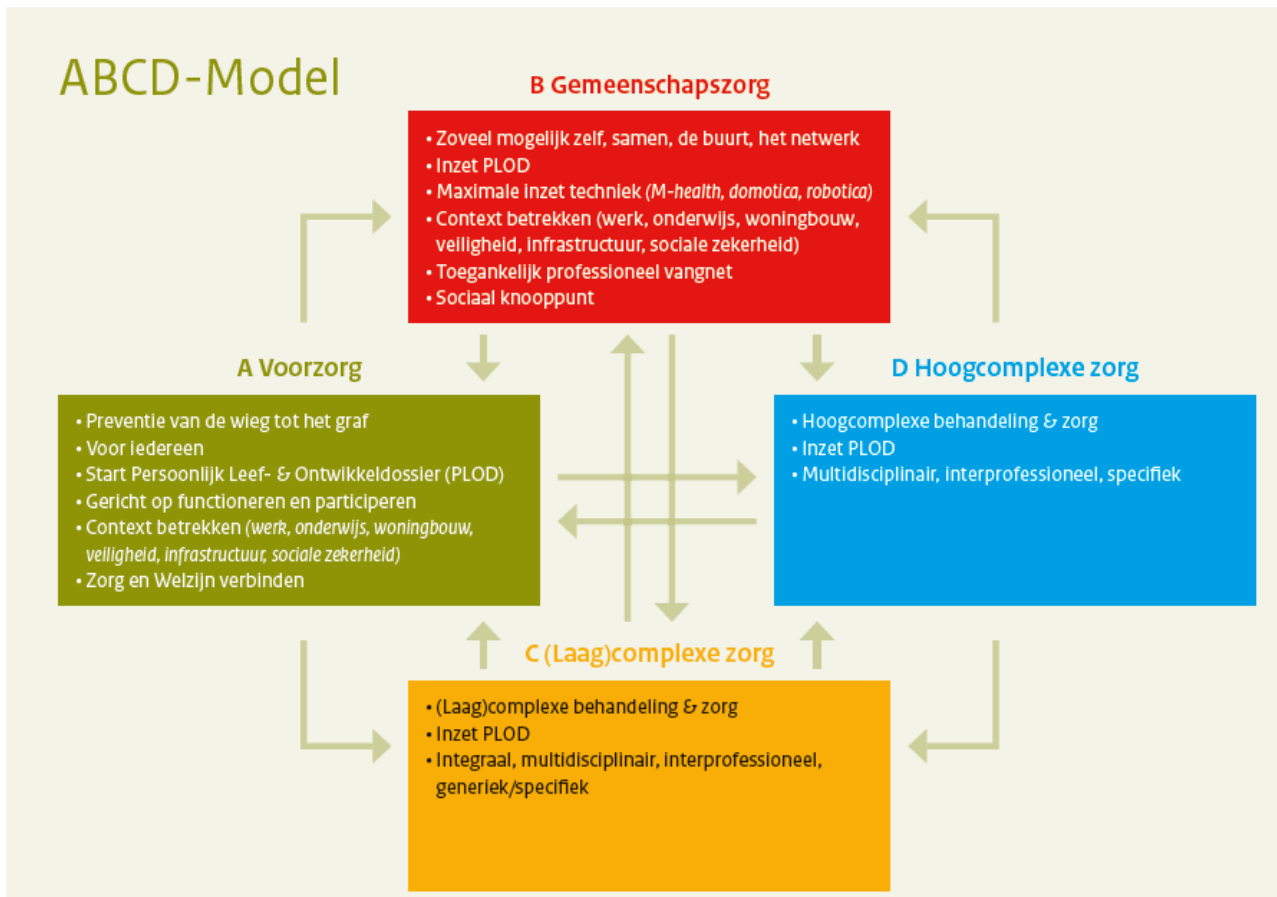 ABCD-Model
B Gemeenschapszorg
• Zoveel mogelijk zelf, samen, de buurt, het netwerk
• Inzet PLOD
• Maximale inzet techniek (M-health, domotica, robotica)
• Context betrekken (werk, onderwijs, woningbouw,
veiligheid, infrastructuur, sociale zekerheid)
• Toegankelijk professioneel vangnet
• Sociaal knooppunt
A Voorzorg
• Preventie van de wieg tot het graf
• Voor iedereen
• Start Persoonlijk Leef- & Ontwikkeldossier (PLOD)
• Gericht op functioneren en participeren
• Context betrekken (werk, onderwijs, woningbouw,
veiligheid, infrastructuur, sociale zekerheid)
• Zorg en Welzijn verbinden
D Hoogcomplexe zorg
• Hoogcomplexe behandeling & zorg
• Inzet PLOD
• Multidisciplinair, interprofessioneel, specifiek
C (Laag)complexe zorg
• (Laag)complexe behandeling & zorg
• Inzet PLOD
• Integraal, multidisciplinair, interprofessioneel,
generiek/specifiek